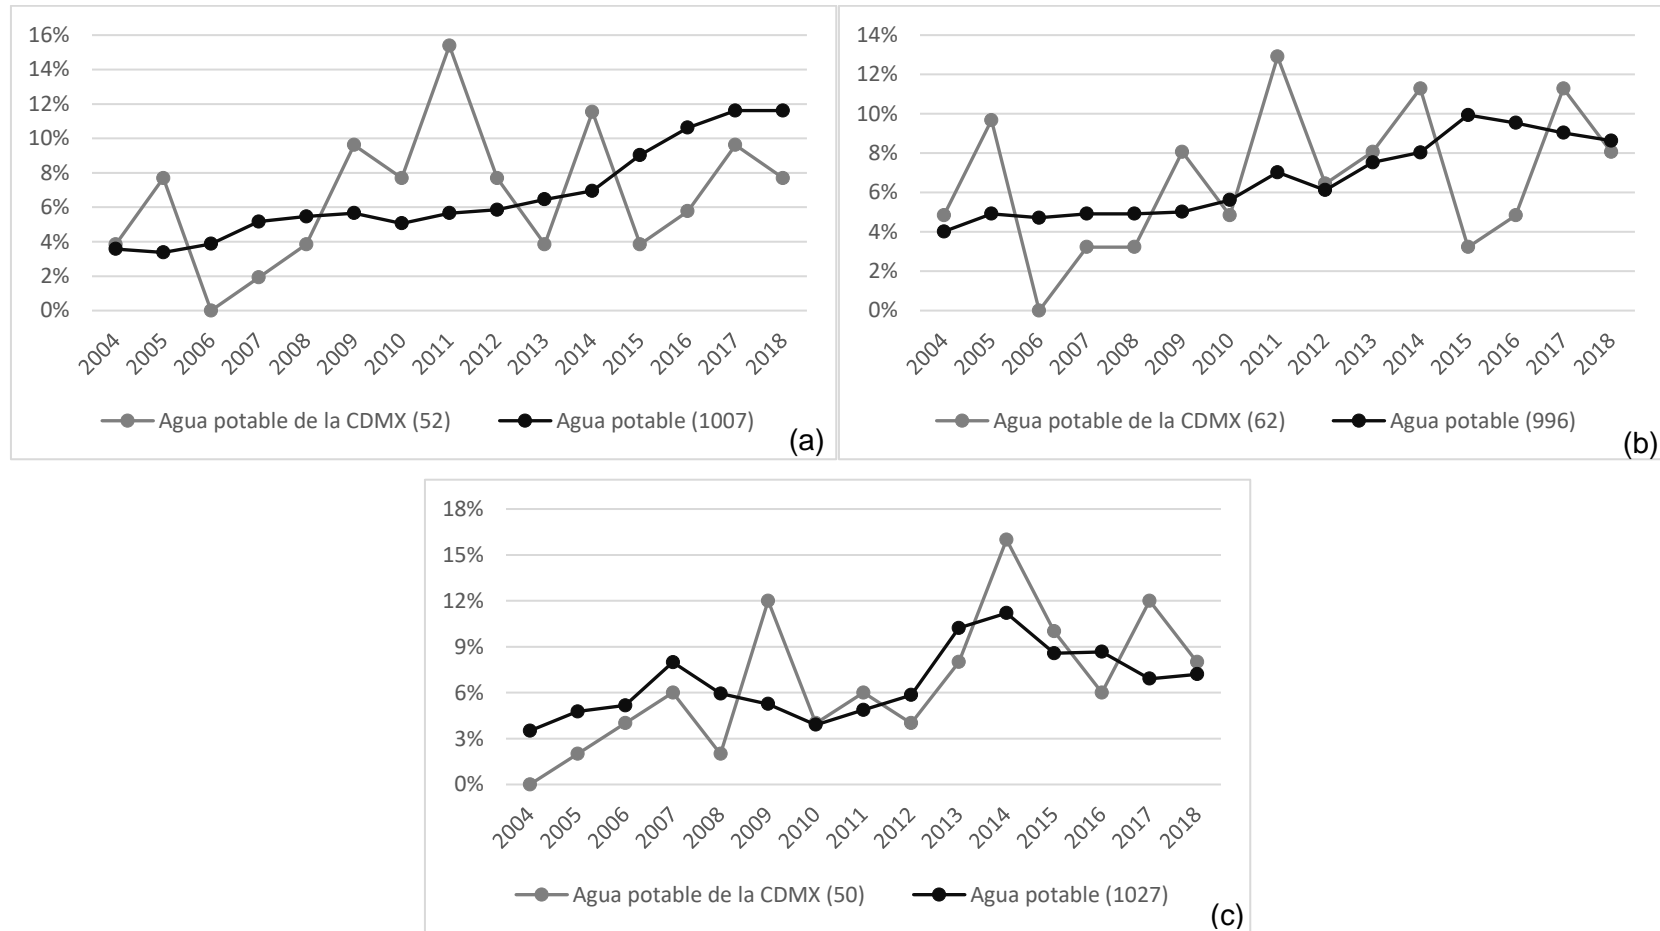 16%
14%
12%
10%
8%
6%
4%
2%
0%
2004 2005 2006 2007 2008 2009 2010 2011 2012 2013 2014 2015 2016 2017 2018
Agua potable de la CDMX (52) Agua potable (1007)
(a)
14%
12%
10%
8%
6%
4%
2%
0%
2004 2005 2006 2007 2008 2009 2010 2011 2012 2013 2014 2015 2016 2017 2018
Agua potable de la CDMX (62) Agua potable (996)
(b)
18%
15%
12%
9%
6%
3%
0%
2004 2005 2006 2007 2008 2009 2010 2011 2012 2013 2014 2015 2016 2017 2018
Agua potable de la CDMX (50) Agua potable (1027)
(c)